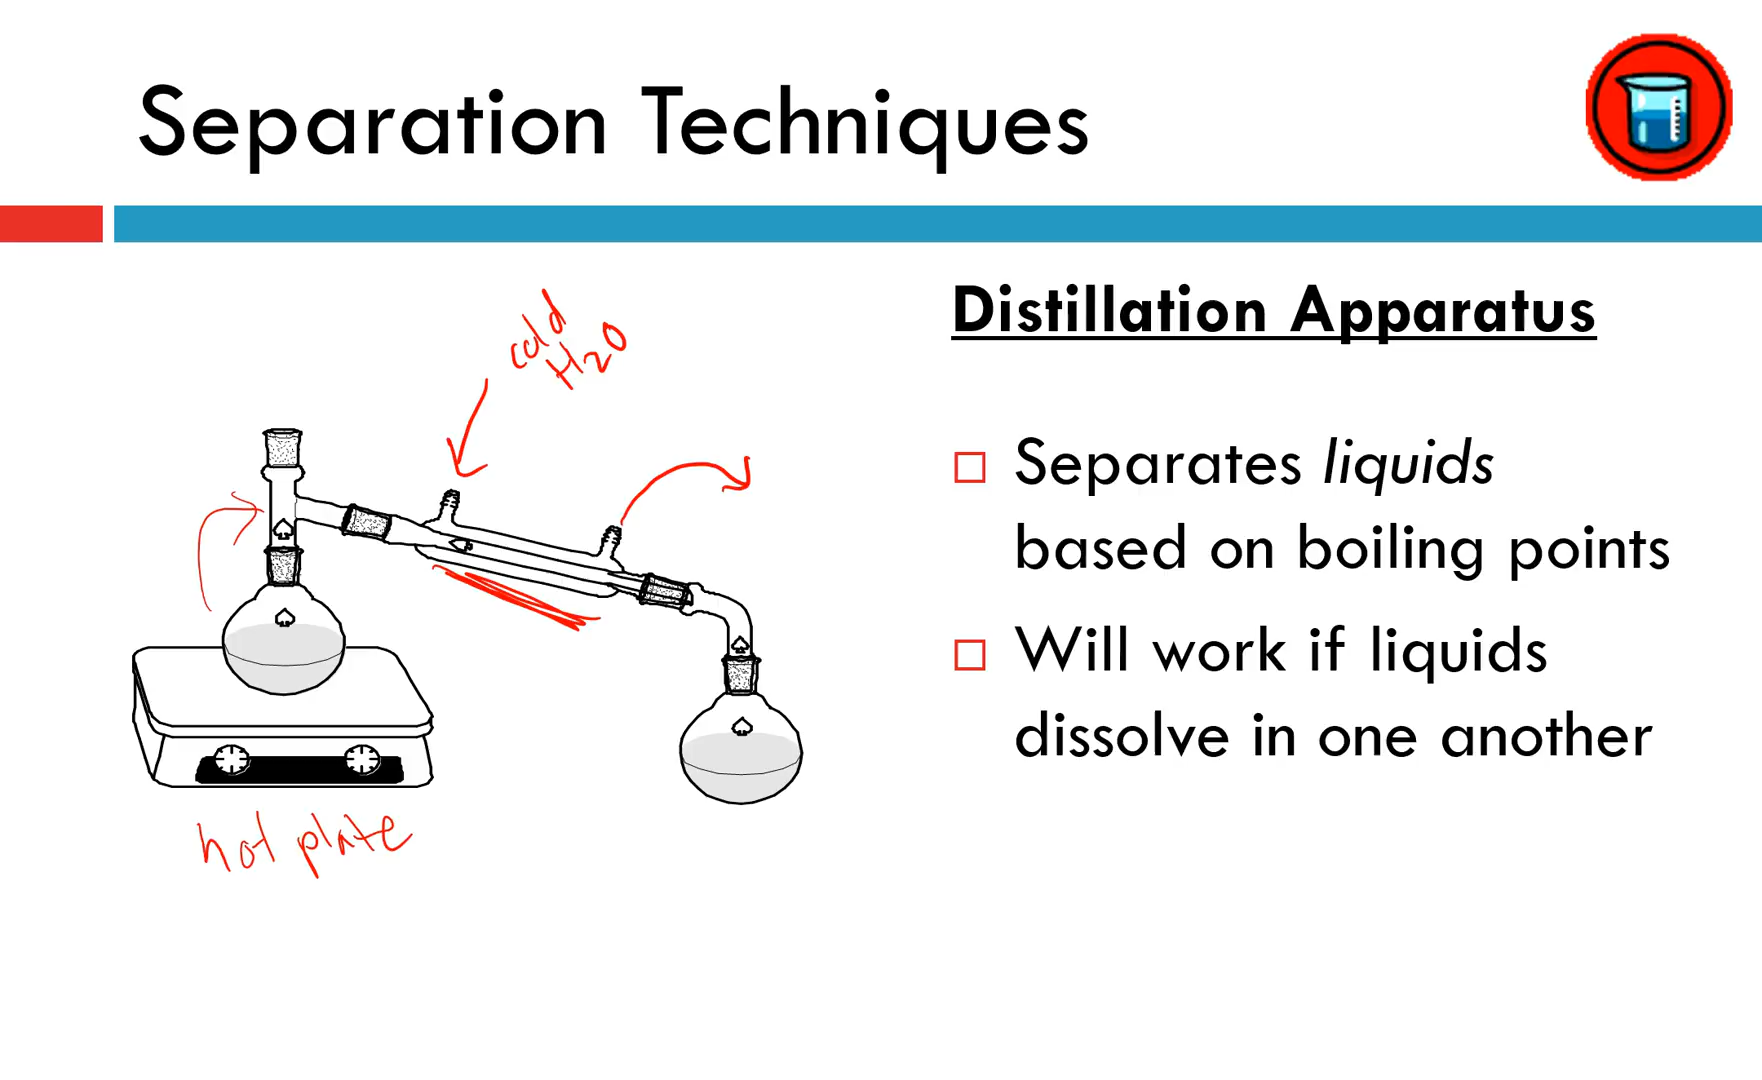 Separation Techniques
Distillation Apparatus
Separates liquids
based on boiling points
Will work if liquids
dissolve in one another
cold
H2O
hot plate